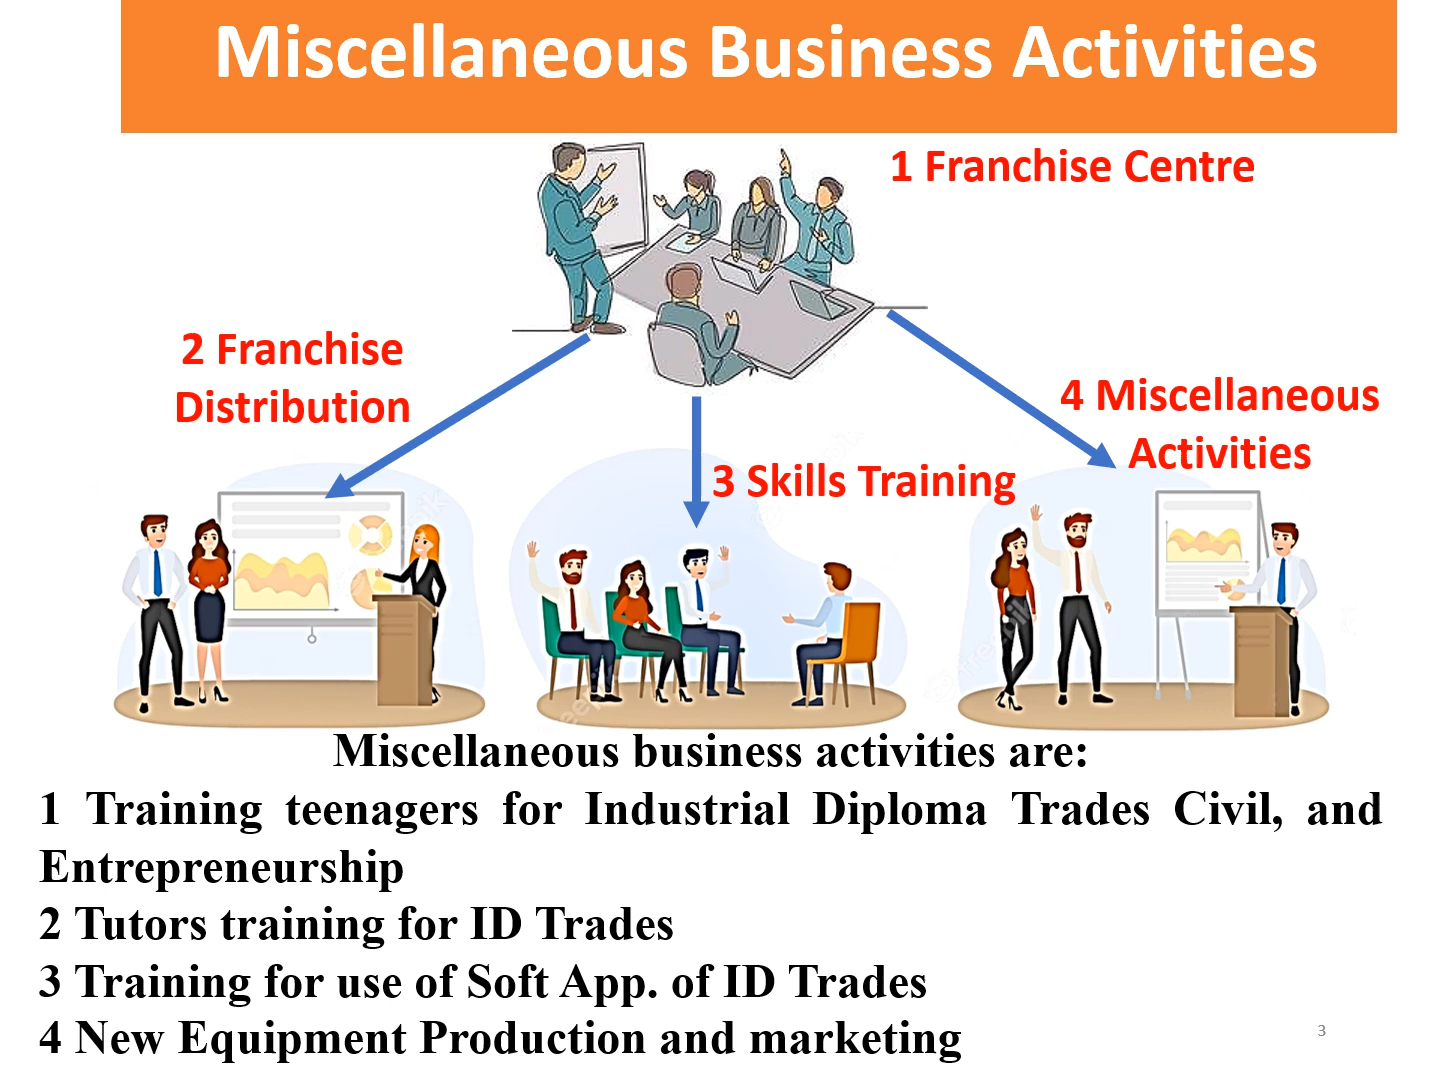 Miscellaneous Business Activities
1 Franchise Centre
2 Franchise
Distribution
4 Miscellaneous
Activities
3 Skills Training
Miscellaneous business activities are:
1 Training teenagers for Industrial Diploma Trades Civil, and
Entrepreneurship
2 Tutors training for ID Trades
3 Training for use of Soft App. of ID Trades
4 New Equipment Production and marketing
3